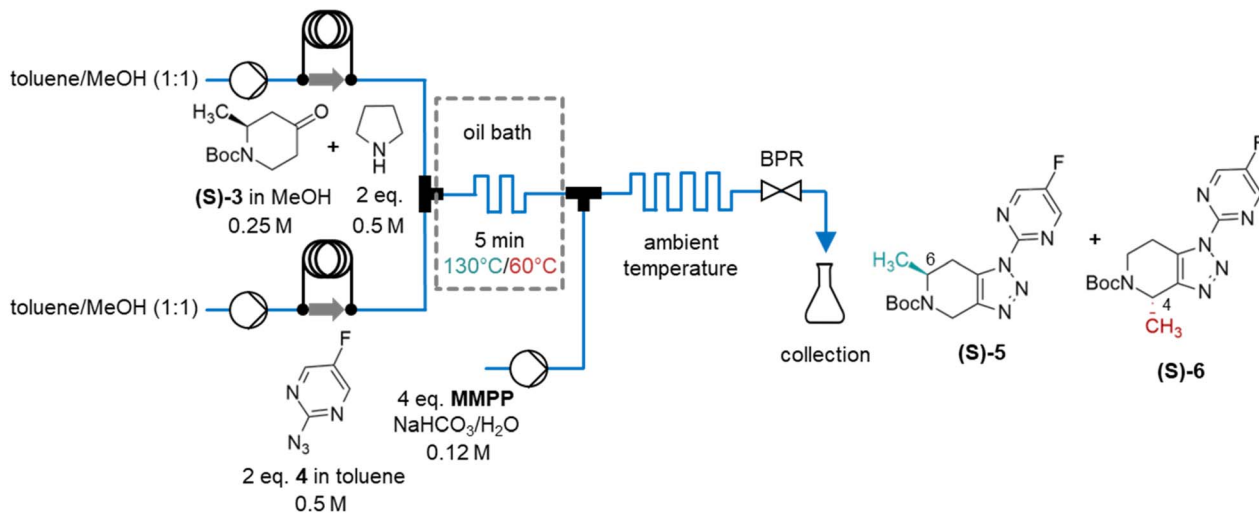 toluene/MeOH (1:1)
H₃C
O
BocN
+
N
H
(S)-3 in MeOH
0.25 M
2 eq.
0.5 M
oil bath
5 min
130°C/60°C
ambient
temperature
BPR
collection
toluene/MeOH (1:1)
F
N
N
N₃
2 eq. 4 in toluene
0.5 M
4 eq. MMPP
NaHCO₃/H₂O
0.12 M
F
N
N
H₃C
6
N
N
BocN
N
(S)-5
+
F
N
N
N
N
BocN
N
4
CH₃
(S)-6